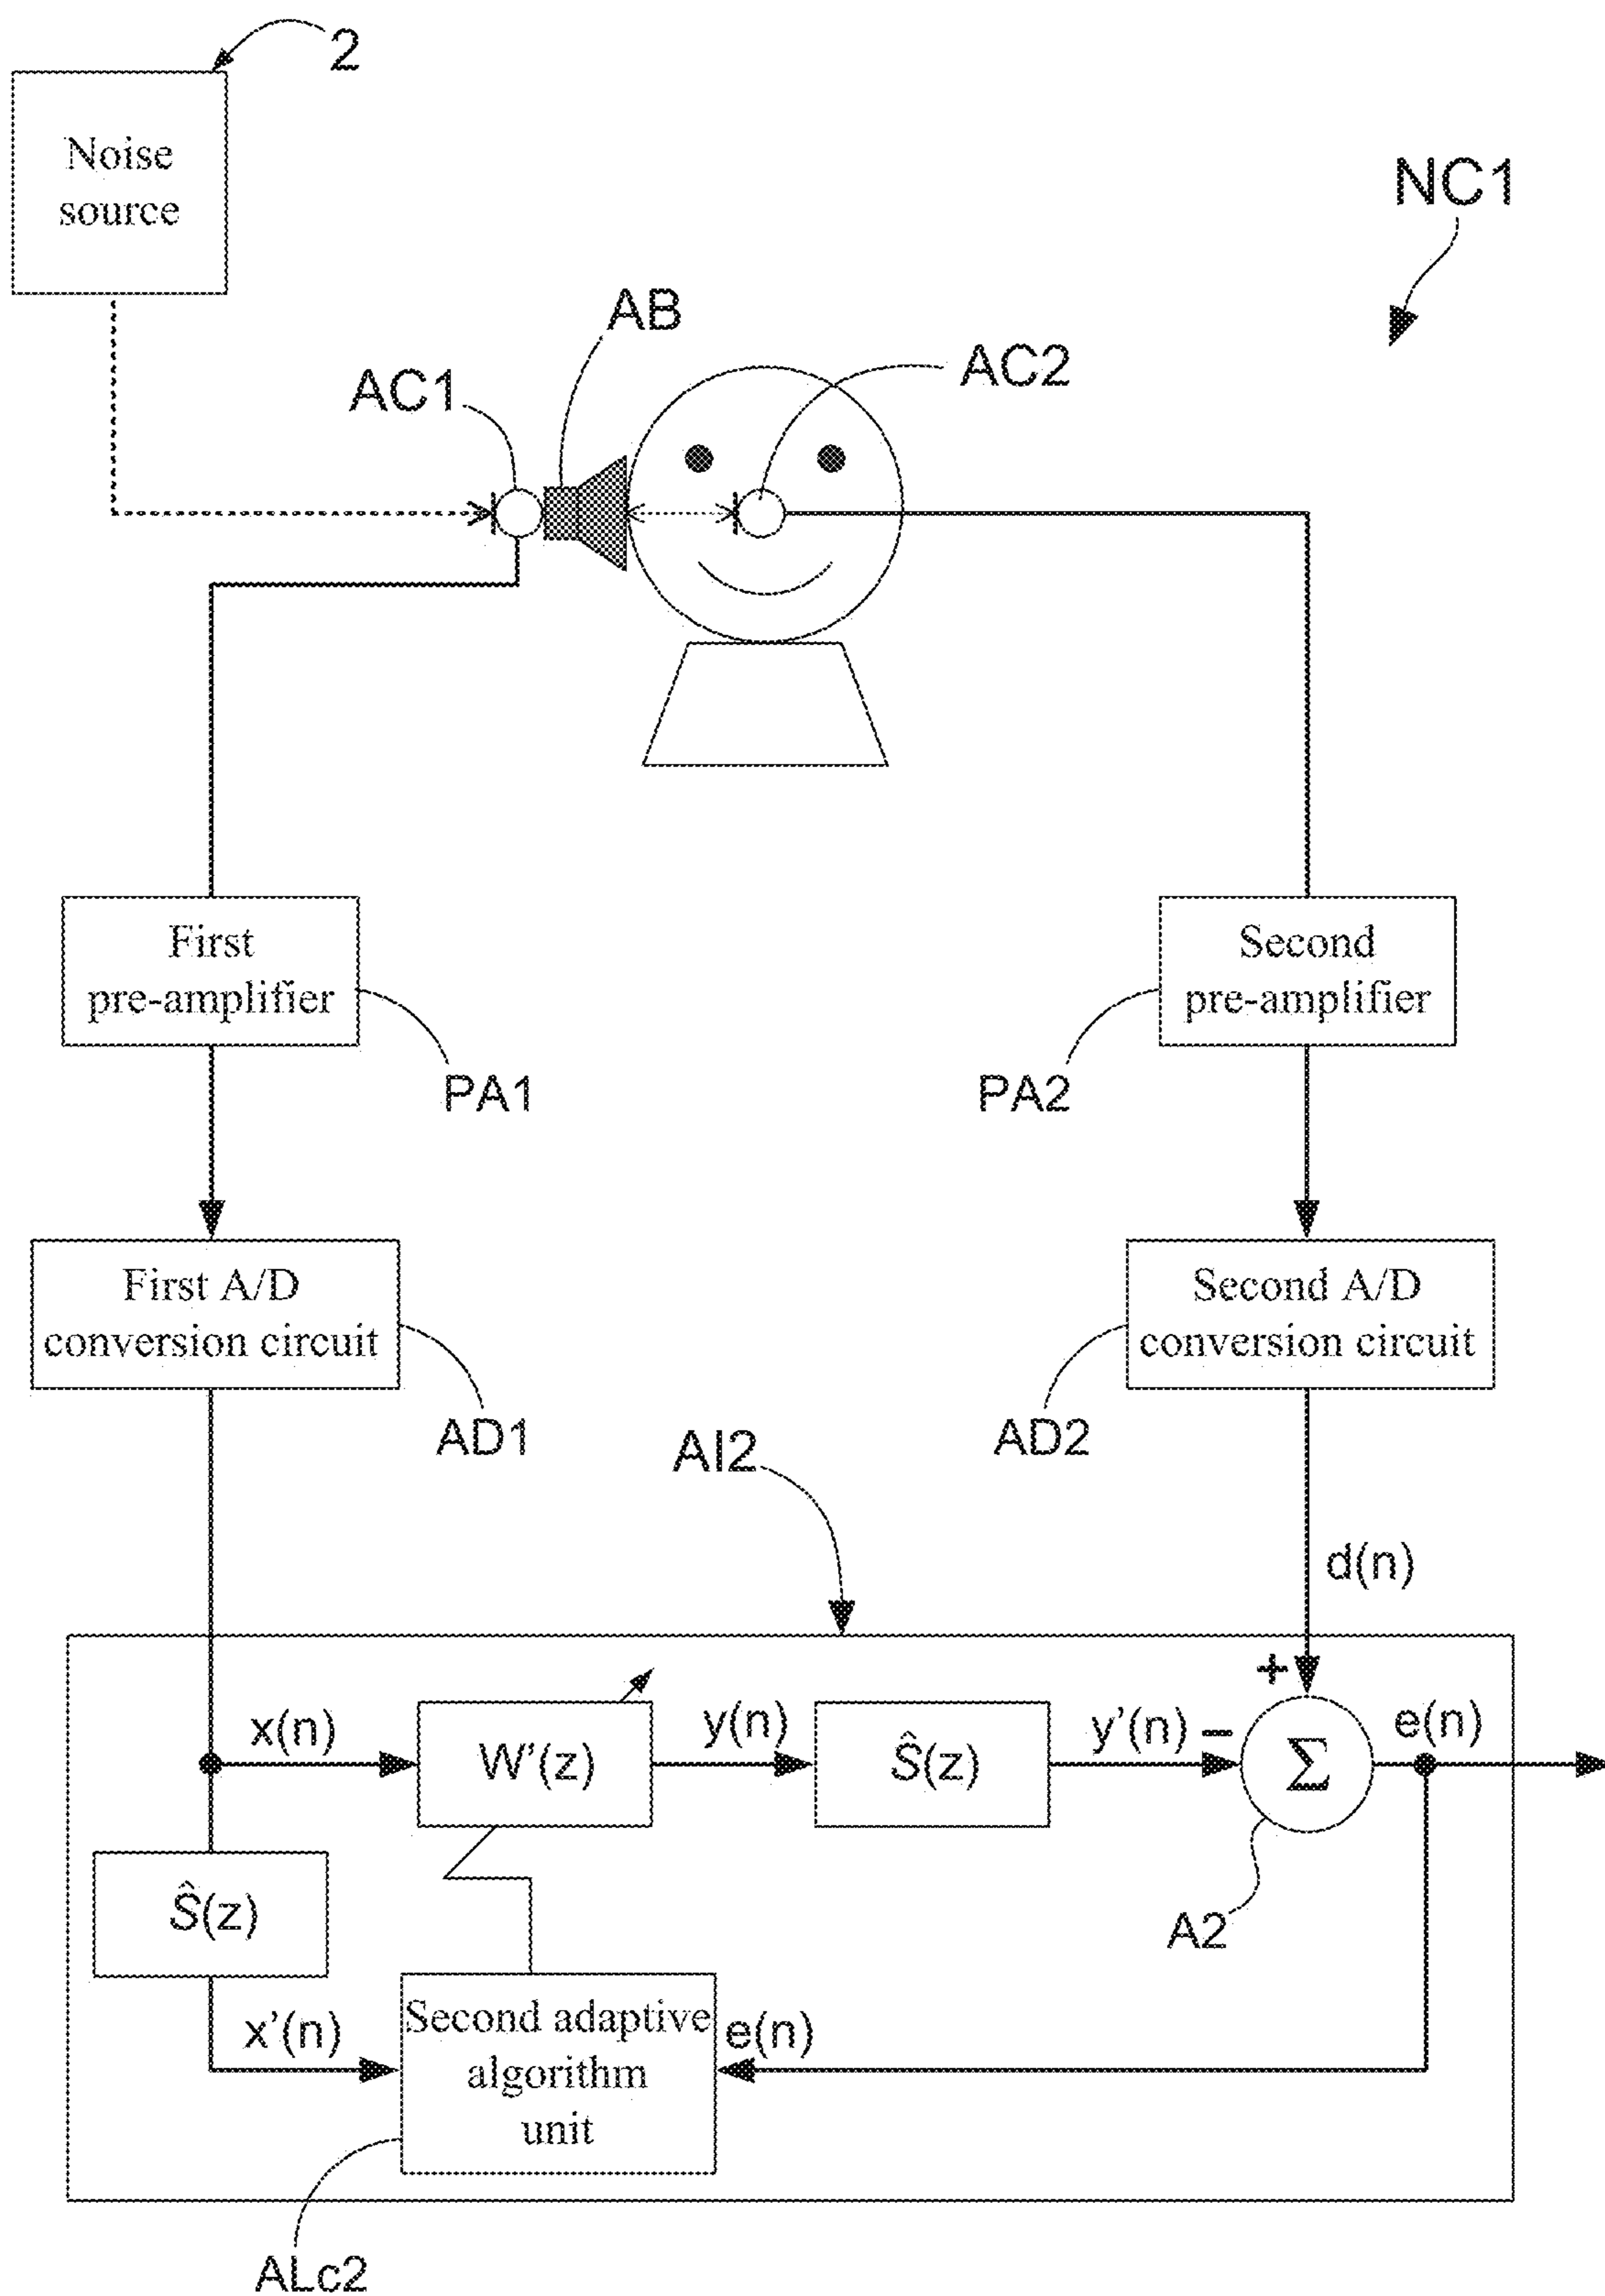 2
Noise
source
NC1
AB
AC1
AC2
First
pre-amplifier
Second
pre-amplifier
PA1
PA2
First A/D
conversion circuit
Second A/D
conversion circuit
AD1
AD2
AI2
d(n)
+
x(n)
W'(z)
y(n)
Ŝ(z)
y'(n)
–
Σ
e(n)
Ŝ(z)
A2
x'(n)
Second adaptive
algorithm
unit
e(n)
ALc2